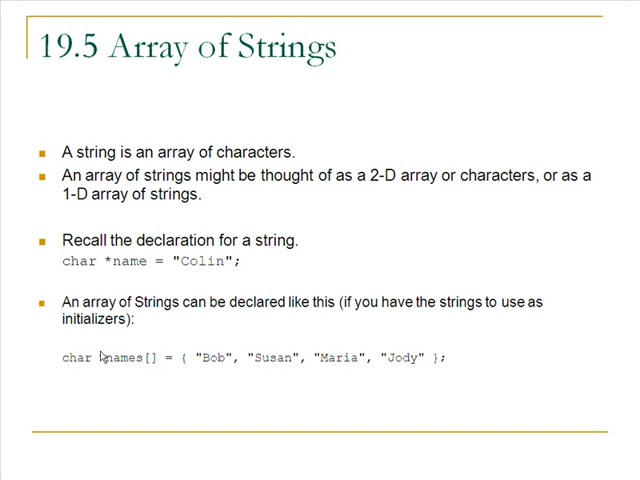 19.5 Array of Strings
A string is an array of characters.
An array of strings might be thought of as a 2-D array or characters, or as a
1-D array of strings.
Recall the declaration for a string.
char *name = "Colin";
An array of Strings can be declared like this (if you have the strings to use as
initializers):
char names[] = { "Bob", "Susan", "Maria", "Jody" };